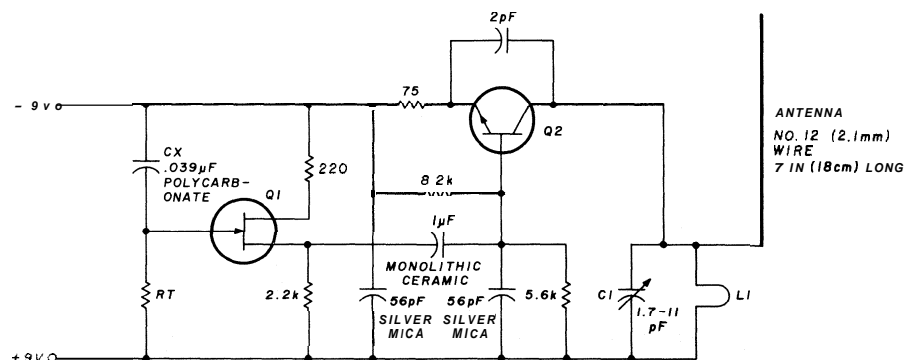 2pF
75
- 9v
Q2
ANTENNA
NO. 12 (2.1mm)
WIRE
7 IN (18cm) LONG
CX
.039µF
POLYCARB-
ONATE
Q1
220
8.2k
1µF
MONOLITHIC
CERAMIC
RT
2.2k
56pF
SILVER
MICA
56pF
SILVER
MICA
5.6k
C1
1.7-11
pF
L1
+9v